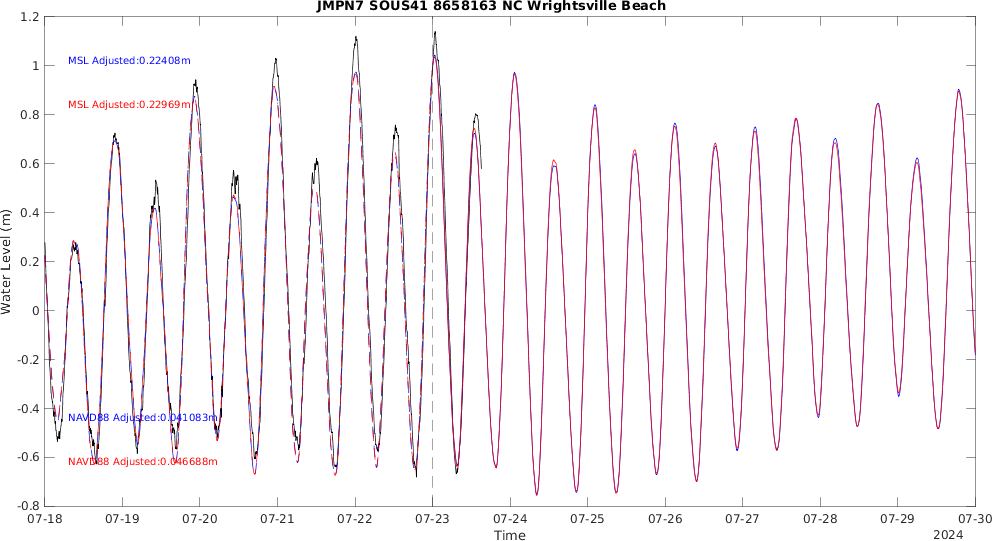 JMPN7 SOUS41 8658163 NC Wrightsville Beach
1.2
1
0.8
0.6
0.4
0.2
0
-0.2
-0.4
-0.6
-0.8
Water Level (m)
MSL Adjusted:0.22408m
MSL Adjusted:0.22969m
NAVD88 Adjusted:0.041083m
NAVD88 Adjusted:0.046688m
07-18 07-19 07-20 07-21 07-22 07-23 07-24 07-25 07-26 07-27 07-28 07-29 07-30
Time
2024